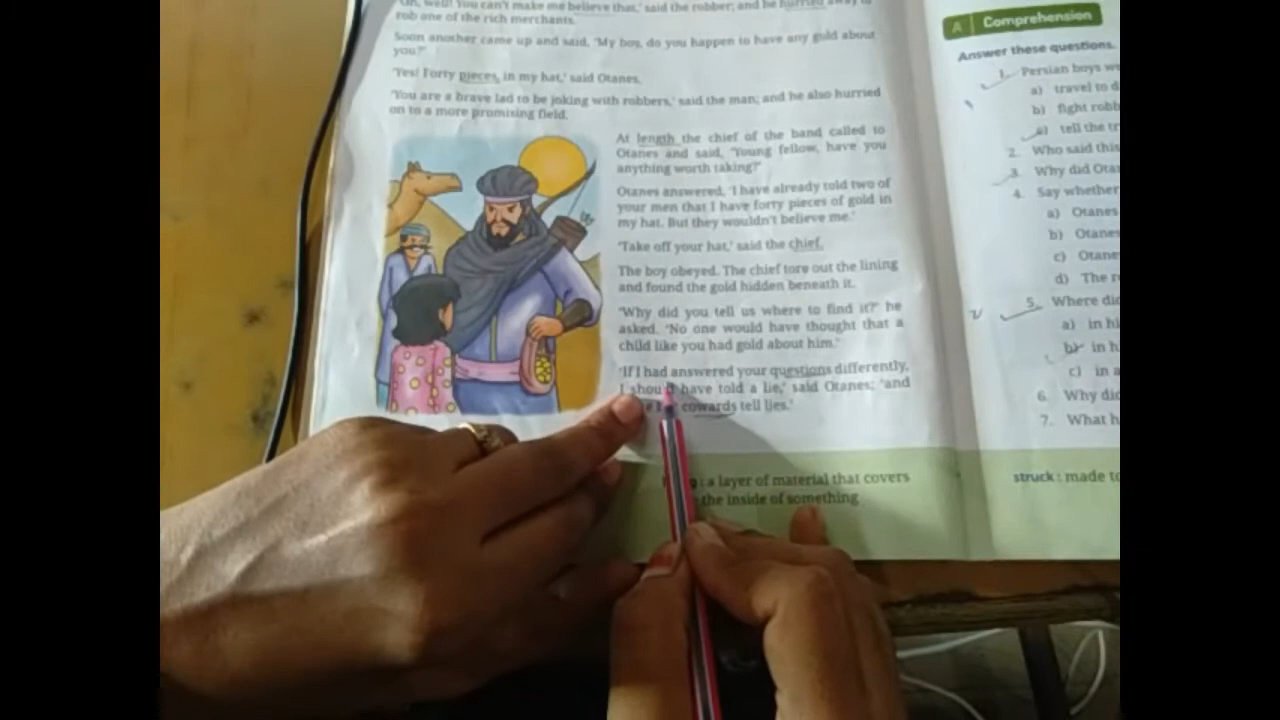 Oh, well! You can't make me believe that,' said the robber; and he hurried away to
rob one of the rich merchants.
Soon another came up and said, 'My boy, do you happen to have any gold about
you?'
'Yes! Forty pieces, in my hat,' said Otanes.
'You are a brave lad to be joking with robbers,' said the man; and he also hurried
on to a more promising field.
At length the chief of the band called to
Otanes and said, 'Young fellow, have you
anything worth taking?'
Otanes answered, 'I have already told two of
your men that I have forty pieces of gold in
my hat. But they wouldn't believe me.'
'Take off your hat,' said the chief.
The boy obeyed. The chief tore out the lining
and found the gold hidden beneath it.
'Why did you tell us where to find it?' he
asked. 'No one would have thought that a
child like you had gold about him.'
'If I had answered your questions differently,
I should have told a lie,' said Otanes; 'and
cowards tell lies.'
: a layer of material that covers
the inside of something
A Comprehension
Answer these questions.
1. Persian boys
a) travel to
b) fight
c) tell the
2. Who said this
3. Why did
4. Say whether
a) Otanes
b)
c)
d) The
5. Where
a) in
b) in
c) in
6. Why
7. What
struck : made to